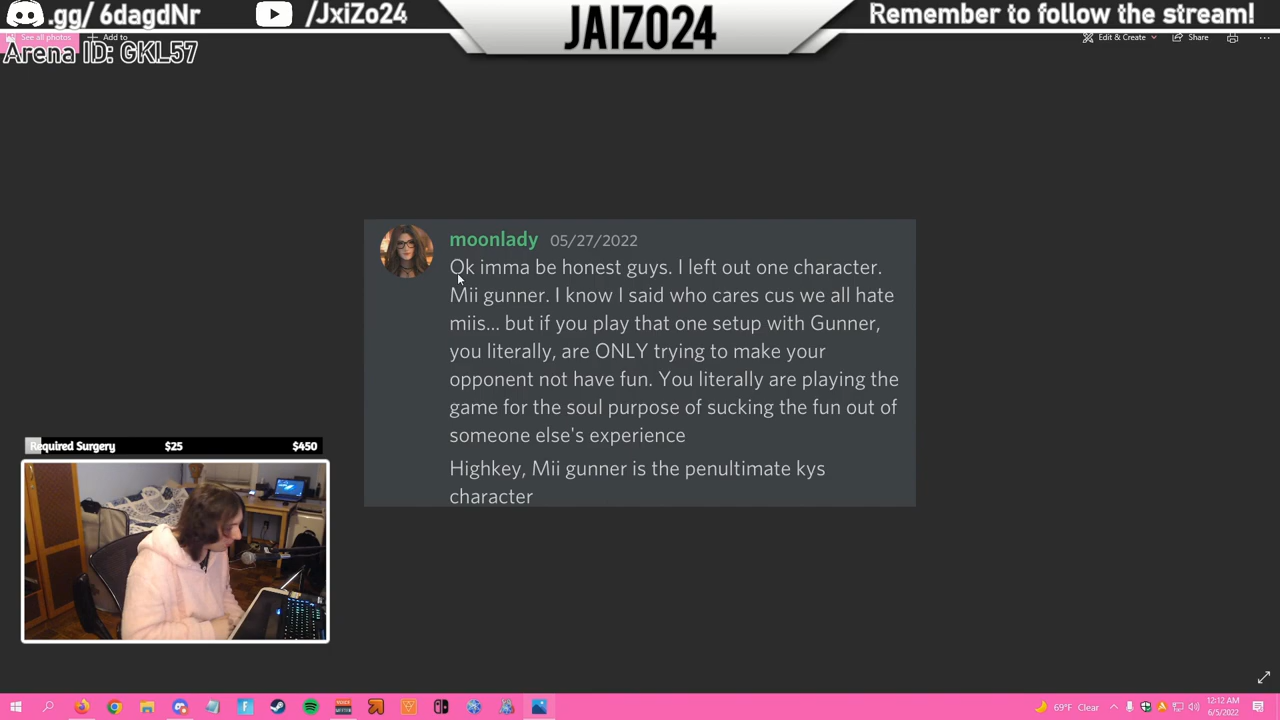 .gg/ 6dagdNr
/JxiZo24
JAIZO24
Remember to follow the stream!
See all photos
Add to
Edit & Create
Share
Arena ID: GKL57
moonlady 05/27/2022
Ok imma be honest guys. I left out one character.
Mii gunner. I know I said who cares cus we all hate
miis... but if you play that one setup with Gunner,
you literally, are ONLY trying to make your
opponent not have fun. You literally are playing the
game for the soul purpose of sucking the fun out of
someone else's experience
Highkey, Mii gunner is the penultimate kys
character
Required Surgery $25 $450
69°F Clear
12:12 AM
6/5/2022